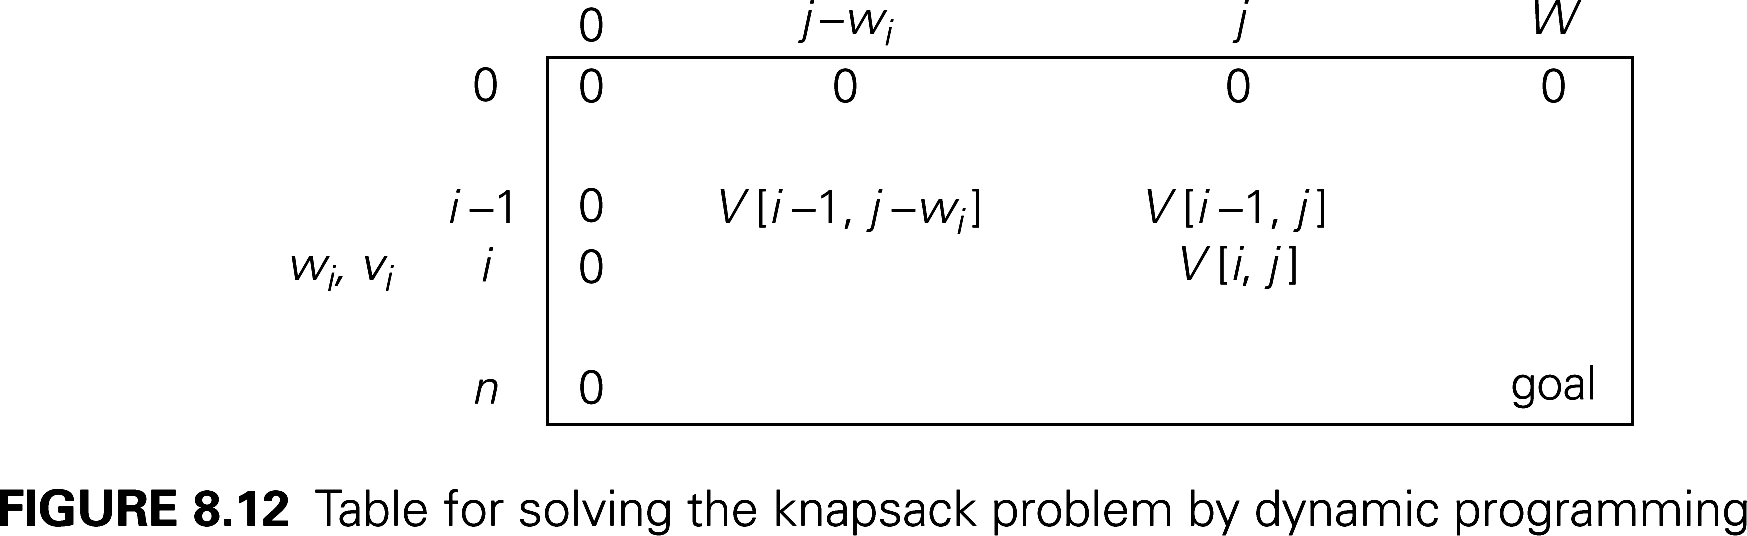 0 j–wᵢ j W
0 0 0 0 0
i–1 0 V[i–1, j–wᵢ] V[i–1, j]
wᵢ, vᵢ i 0 V[i, j]
n 0 goal
FIGURE 8.12 Table for solving the knapsack problem by dynamic programming